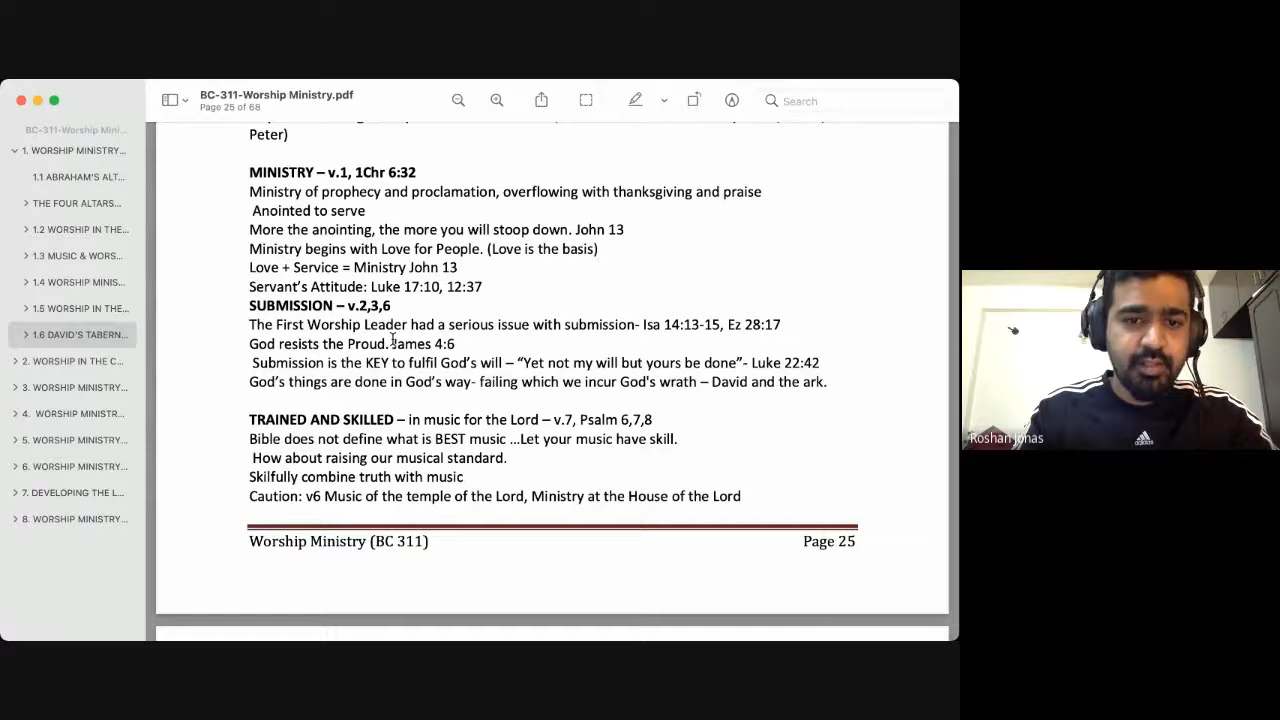 BC-311-Worship Ministry.pdf
Page 25 of 68
Search
BC-311-Worship Mini...
1. WORSHIP MINISTRY...
1.1 ABRAHAM'S ALT...
THE FOUR ALTARS...
1.2 WORSHIP IN THE...
1.3 MUSIC & WORS...
1.4 WORSHIP MINIS...
1.5 WORSHIP IN THE...
1.6 DAVID'S TABERN...
2. WORSHIP IN THE C...
3. WORSHIP MINISTRY...
4. WORSHIP MINISTR...
5. WORSHIP MINISTRY...
6. WORSHIP MINISTRY...
7. DEVELOPING THE L...
8. WORSHIP MINISTRY...
Peter)
MINISTRY – v.1, 1Chr 6:32
Ministry of prophecy and proclamation, overflowing with thanksgiving and praise
Anointed to serve
More the anointing, the more you will stoop down. John 13
Ministry begins with Love for People. (Love is the basis)
Love + Service = Ministry John 13
Servant's Attitude: Luke 17:10, 12:37
SUBMISSION – v.2,3,6
The First Worship Leader had a serious issue with submission- Isa 14:13-15, Ez 28:17
God resists the Proud. James 4:6
Submission is the KEY to fulfil God's will – “Yet not my will but yours be done”- Luke 22:42
God's things are done in God's way- failing which we incur God's wrath – David and the ark.
TRAINED AND SKILLED – in music for the Lord – v.7, Psalm 6,7,8
Bible does not define what is BEST music ...Let your music have skill.
How about raising our musical standard.
Skilfully combine truth with music
Caution: v6 Music of the temple of the Lord, Ministry at the House of the Lord
Worship Ministry (BC 311) Page 25
Roshan Jonas